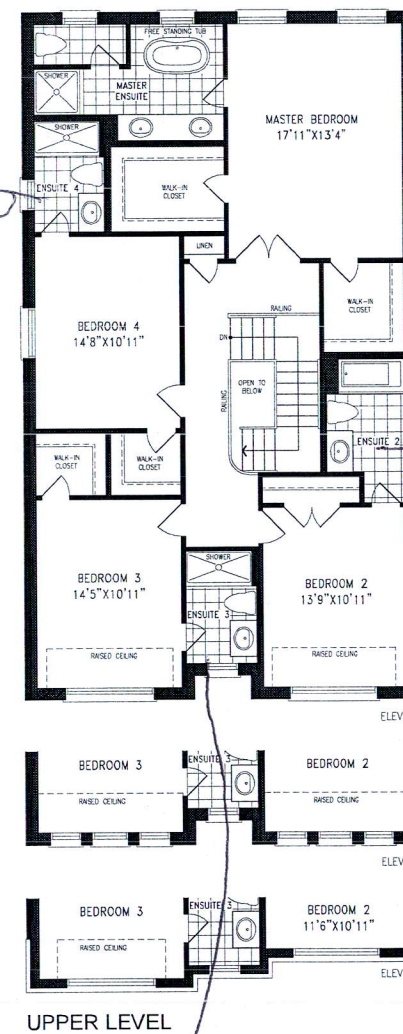 FREE STANDING TUB
SHOWER
MASTER
ENSUITE
MASTER BEDROOM
17'11"X13'4"
SHOWER
ENSUITE 4
WALK-IN
CLOSET
LINEN
BEDROOM 4
14'8"X10'11"
RAILING
WALK-IN
CLOSET
DN
OPEN TO
BELOW
RAILING
ENSUITE 2
WALK-IN
CLOSET
WALK-IN
CLOSET
BEDROOM 3
14'5"X10'11"
SHOWER
ENSUITE 3
BEDROOM 2
13'9"X10'11"
RAISED CEILING
RAISED CEILING
ELEV
BEDROOM 3
ENSUITE 3
BEDROOM 2
RAISED CEILING
RAISED CEILING
ELEV
BEDROOM 3
ENSUITE 3
BEDROOM 2
11'6"X10'11"
RAISED CEILING
ELEV
UPPER LEVEL